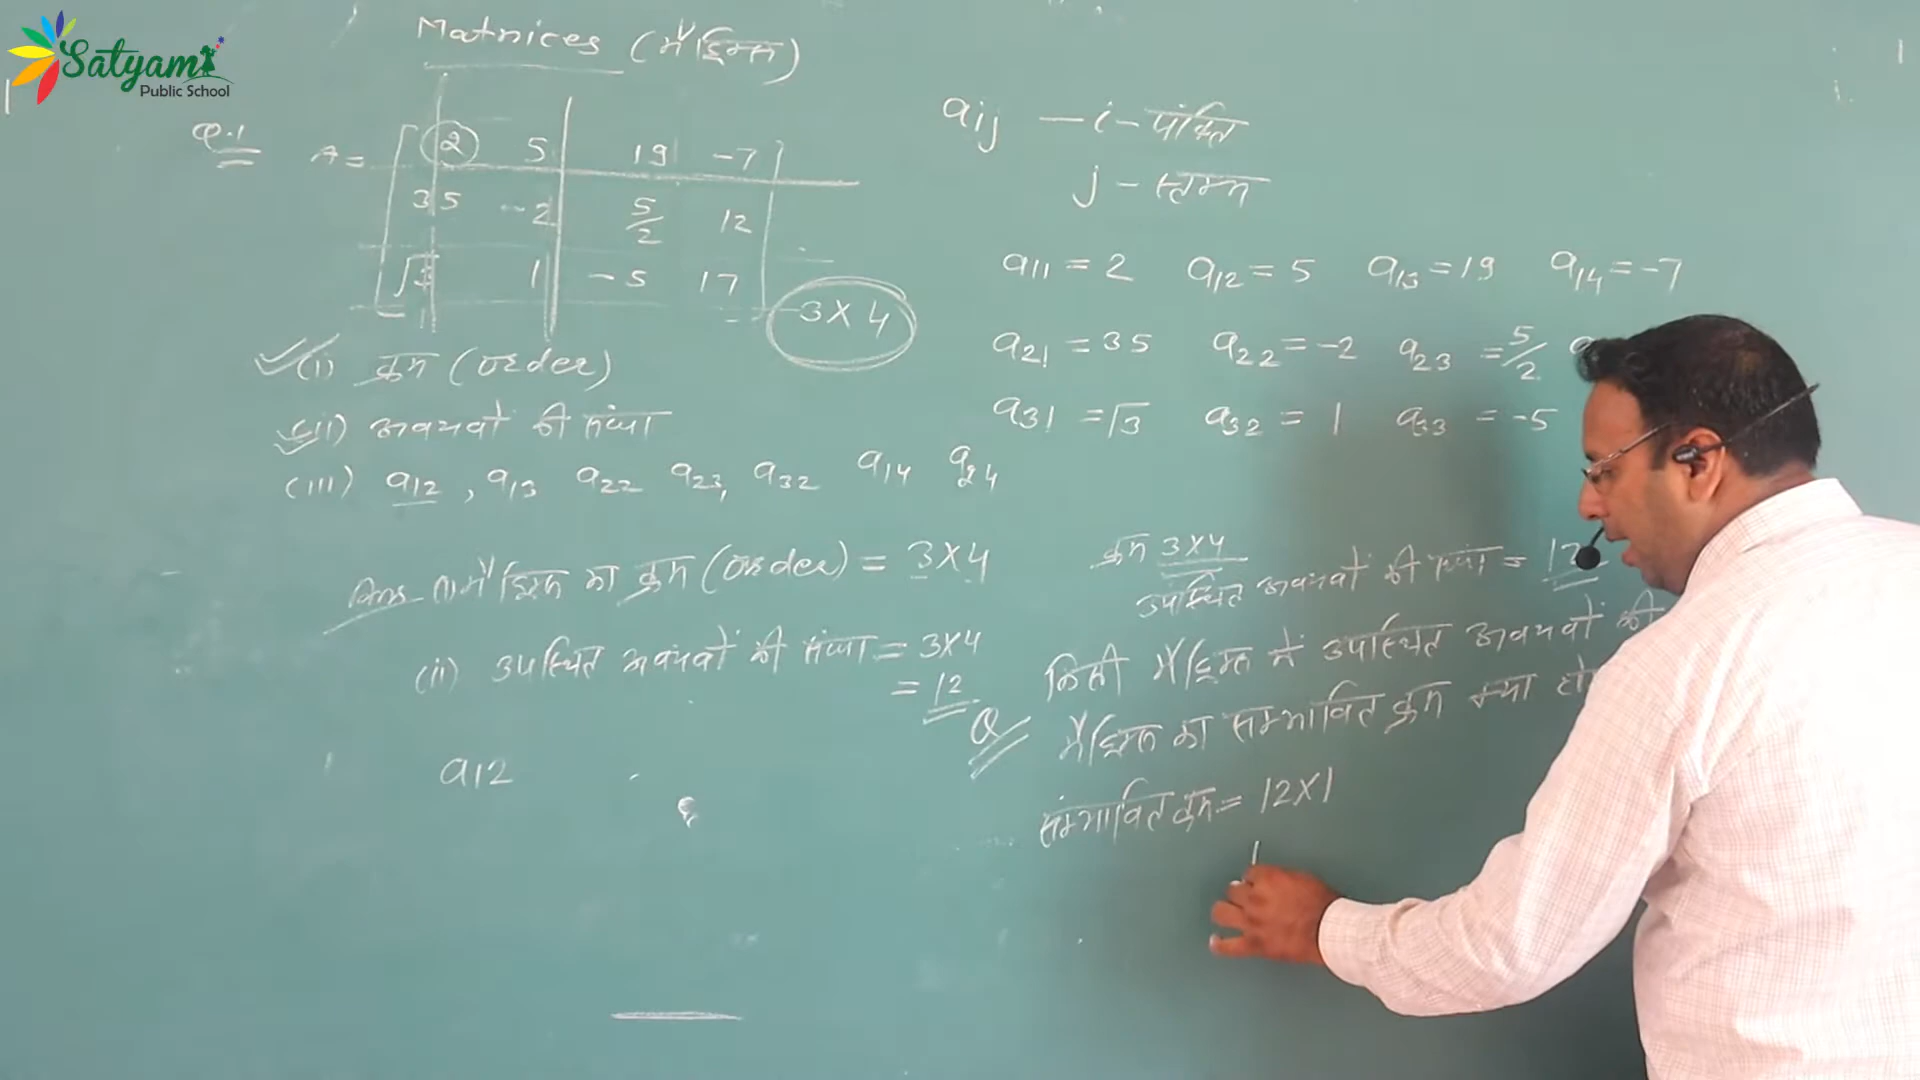 Satyam
Public School
Matrices (मैट्रिक्स)
Q.1 A = [ 2 5 19 -7
35 -2 5/2 12
√3 1 -5 17 ] 3×4
(i) क्रम (order)
(ii) अवयवों की संख्या
(iii) a12, a13 a22 a23, a32 a14 a24
मैट्रिक्स का क्रम (order) = 3×4
(ii) उपस्थित अवयवों की संख्या = 3×4
= 12
a12
aij – i – पंक्ति
j – स्तम्भ
a11 = 2 a12 = 5 a13 = 19 a14 = -7
a21 = 35 a22 = -2 a23 = 5/2 a
a31 = √3 a32 = 1 a33 = -5
क्रम 3×4
उपस्थित अवयवों की संख्या = 12
Q किसी मैट्रिक्स में उपस्थित अवयवों की
मैट्रिक्स का सम्भावित क्रम क्या
सम्भावित क्रम = 12×1
1